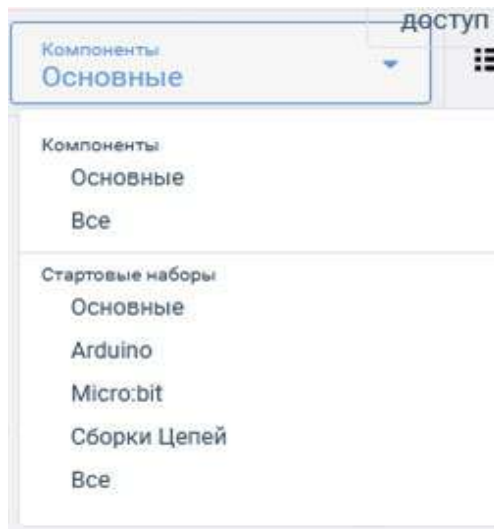 доступ
Компоненты
Основные
Компоненты
Основные
Все
Стартовые наборы
Основные
Arduino
Micro:bit
Сборки Цепей
Все